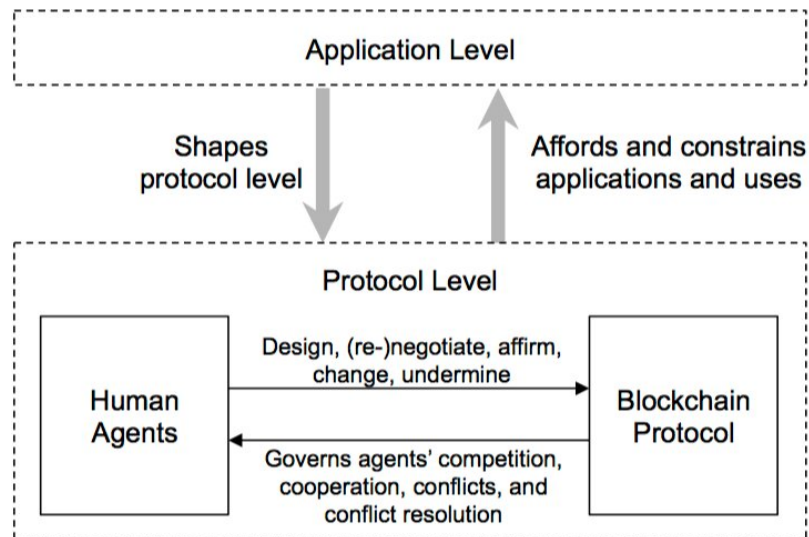 Application Level
Shapes
protocol level
Affords and constrains
applications and uses
Protocol Level
Human
Agents
Design, (re-)negotiate, affirm,
change, undermine
Governs agents' competition,
cooperation, conflicts, and
conflict resolution
Blockchain
Protocol